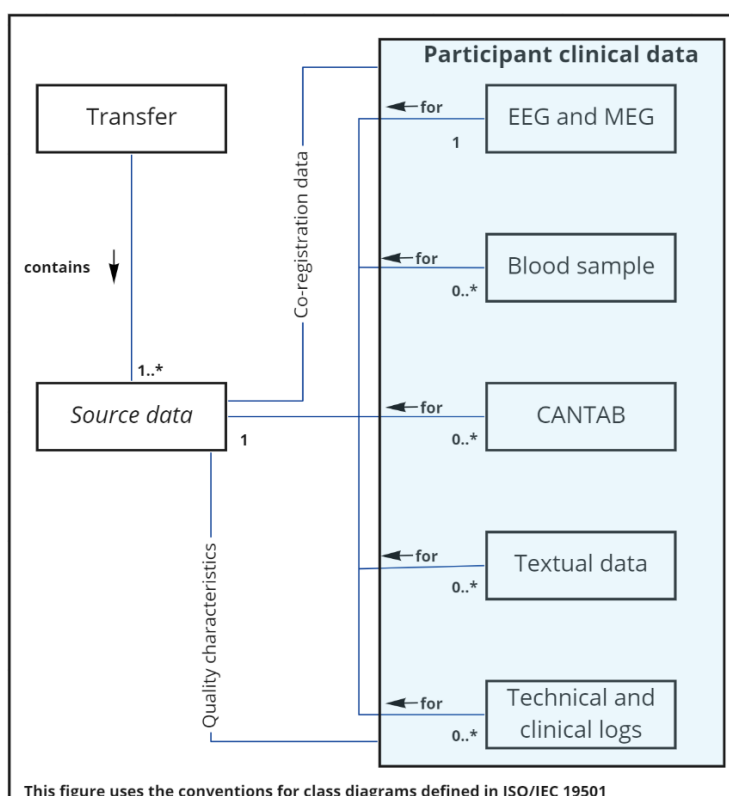 Participant clinical data
Transfer
for
EEG and MEG
1
Co-registration data
for
Blood sample
contains
0..*
1..*
Source data
1
for
CANTAB
0..*
for
Textual data
0..*
Quality characteristics
for
Technical and
clinical logs
0..*
This figure uses the conventions for class diagrams defined in ISO/IEC 19501